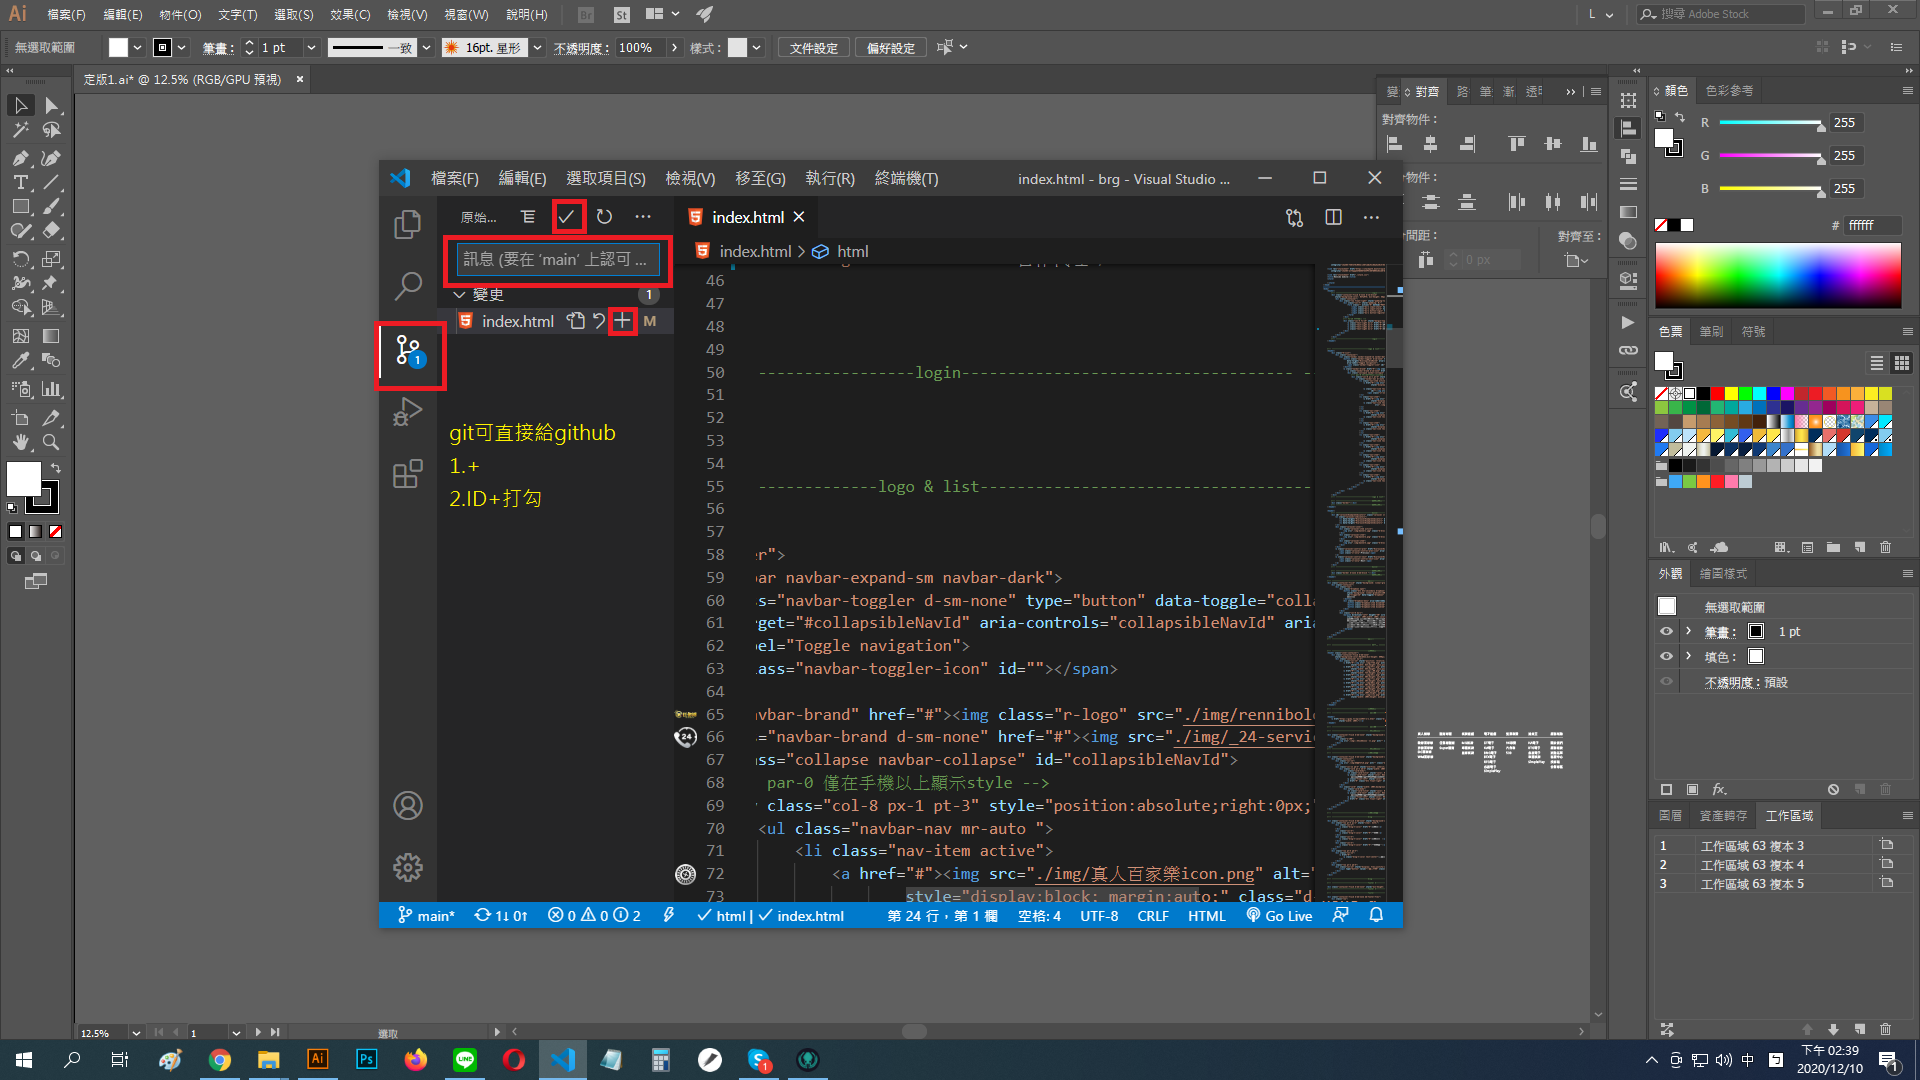 Ai 檔案(F) 編輯(E) 物件(O) 文字(T) 選取(S) 效果(C) 檢視(V) 視窗(W) 說明(H) Br St L 搜尋 Adobe Stock
無選取範圍 筆畫： 1 pt 一致 16pt. 星形 不透明度： 100% 樣式： 文件設定 偏好設定
定版1.ai* @ 12.5% (RGB/GPU 預視) ×
對齊
對齊物件：
件：
間距： 對齊至：
0 px
顏色 色彩參考
R 255
G 255
B 255
# ffffff
色票 筆刷 符號
外觀 繪圖樣式
無選取範圍
筆畫： 1 pt
填色：
不透明度：預設
fx
圖層 資產轉存 工作區域
1 工作區域 63 複本 3
2 工作區域 63 複本 4
3 工作區域 63 複本 5
檔案(F) 編輯(E) 選取項目(S) 檢視(V) 移至(G) 執行(R) 終端機(T) index.html - brg - Visual Studio ...
原始... index.html
訊息 (要在 'main' 上認可 ...
index.html > html
變更 1
index.html M
1
git可直接給github
1.+
2.ID+打勾
46
47
48
49
50 -----------------login------------------------------------
51
52
53
54
55 -------------logo & list------------------------------------
56
57
58 er">
59 bar navbar-expand-sm navbar-dark">
60 s="navbar-toggler d-sm-none" type="button" data-toggle="colla
61 rget="#collapsibleNavId" aria-controls="collapsibleNavId" aria
62 bel="Toggle navigation">
63 lass="navbar-toggler-icon" id=""></span>
64
65 avbar-brand" href="#"><img class="r-logo" src="./img/rennibol
66 s="navbar-brand d-sm-none" href="#"><img src="./img/_24-servi
67 ass="collapse navbar-collapse" id="collapsibleNavId">
68 par-0 僅在手機以上顯示style -->
69 class="col-8 px-1 pt-3" style="position:absolute;right:0px;"
70 <ul class="navbar-nav mr-auto ">
71 <li class="nav-item active">
72 <a href="#"><img src="./img/真人百家樂icon.png" alt="
73 style="display:block; margin:auto;" class="d
24
main* 1↓ 0↑ 0 0 2 html | index.html 第 24 行，第 1 欄 空格: 4 UTF-8 CRLF HTML Go Live
12.5% 1 選取
Ai Ps LINE S 1
中 下午 02:39
2020/12/10 1